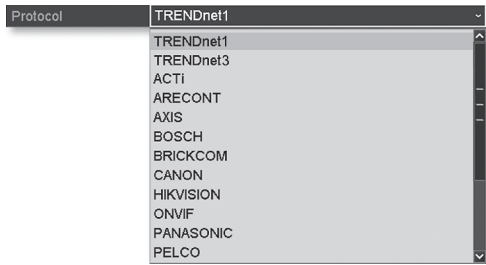 Protocol TRENDnet1
TRENDnet1
TRENDnet3
ACTi
ARECONT
AXIS
BOSCH
BRICKCOM
CANON
HIKVISION
ONVIF
PANASONIC
PELCO